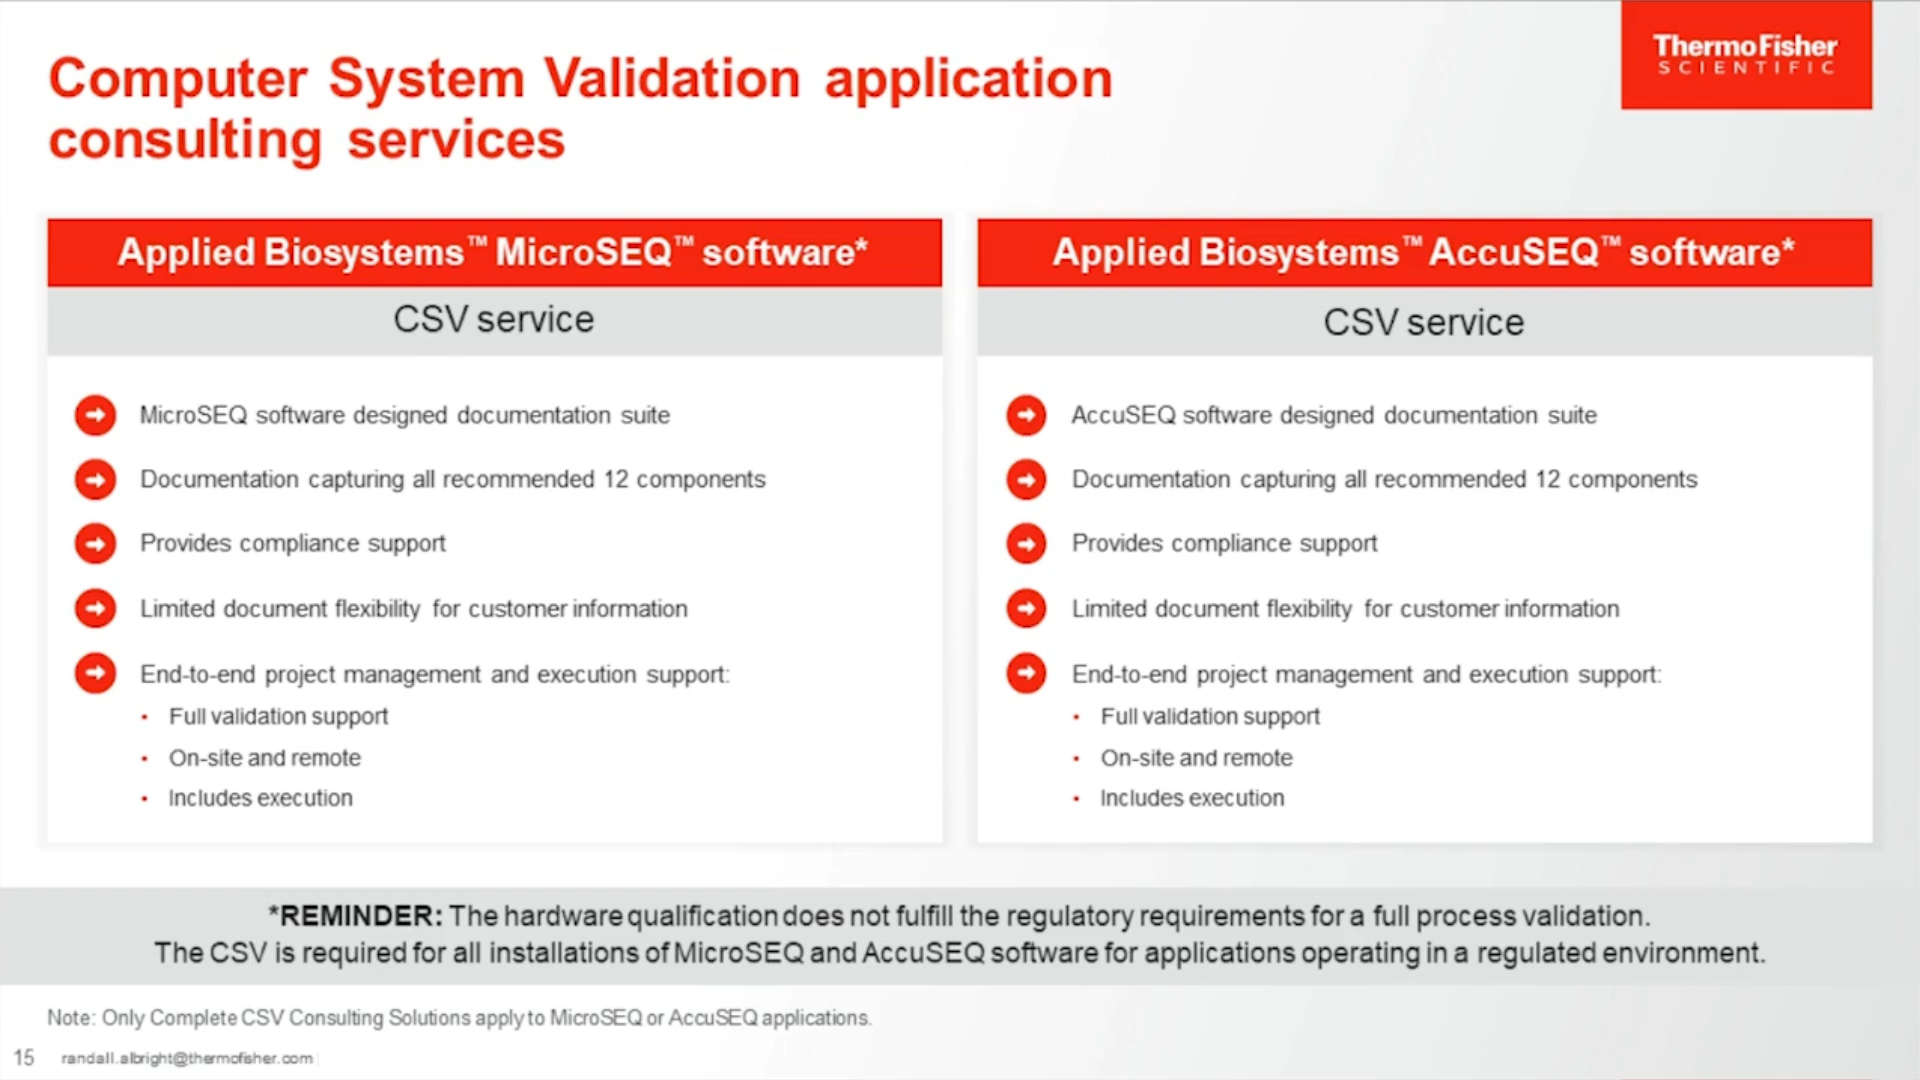 Computer System Validation application
consulting services
ThermoFisher
SCIENTIFIC
Applied Biosystems™ MicroSEQ™ software*
CSV service
MicroSEQ software designed documentation suite
Documentation capturing all recommended 12 components
Provides compliance support
Limited document flexibility for customer information
End-to-end project management and execution support:
• Full validation support
• On-site and remote
• Includes execution
Applied Biosystems™ AccuSEQ™ software*
CSV service
AccuSEQ software designed documentation suite
Documentation capturing all recommended 12 components
Provides compliance support
Limited document flexibility for customer information
End-to-end project management and execution support:
• Full validation support
• On-site and remote
• Includes execution
*REMINDER: The hardware qualification does not fulfill the regulatory requirements for a full process validation.
The CSV is required for all installations of MicroSEQ and AccuSEQ software for applications operating in a regulated environment.
Note: Only Complete CSV Consulting Solutions apply to MicroSEQ or AccuSEQ applications.
15 randall.albright@thermofisher.com